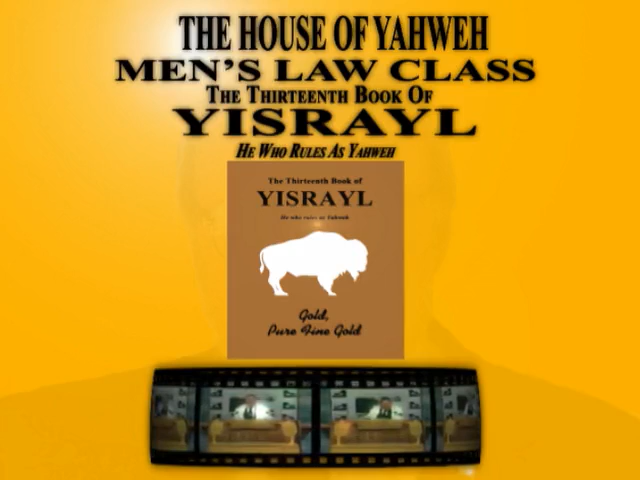 THE HOUSE OF YAHWEH
MEN'S LAW CLASS
THE THIRTEENTH BOOK OF
YISRAYL
HE WHO RULES AS YAHWEH
The Thirteenth Book of
YISRAYL
He who rules as Yahweh
Gold,
Pure Fine Gold